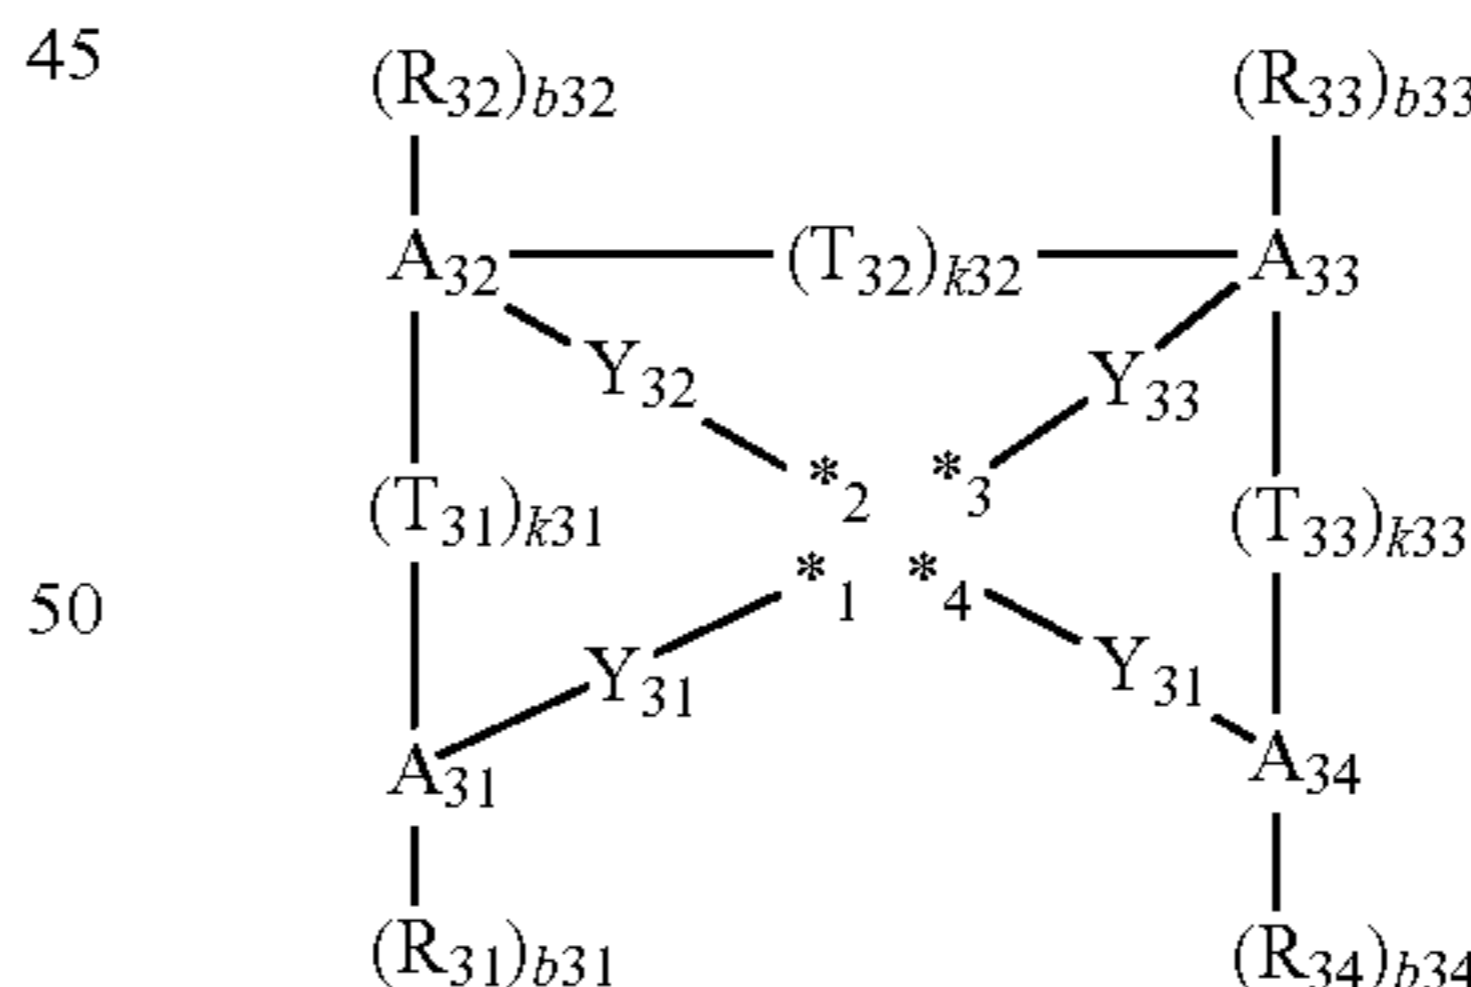 45
(R32)b32 (R33)b33
A32 (T32)k32 A33
Y32 Y33
*2 *3
(T31)k31 (T33)k33
*1 *4
50
Y31 Y31
A31 A34
(R31)b31 (R34)b34